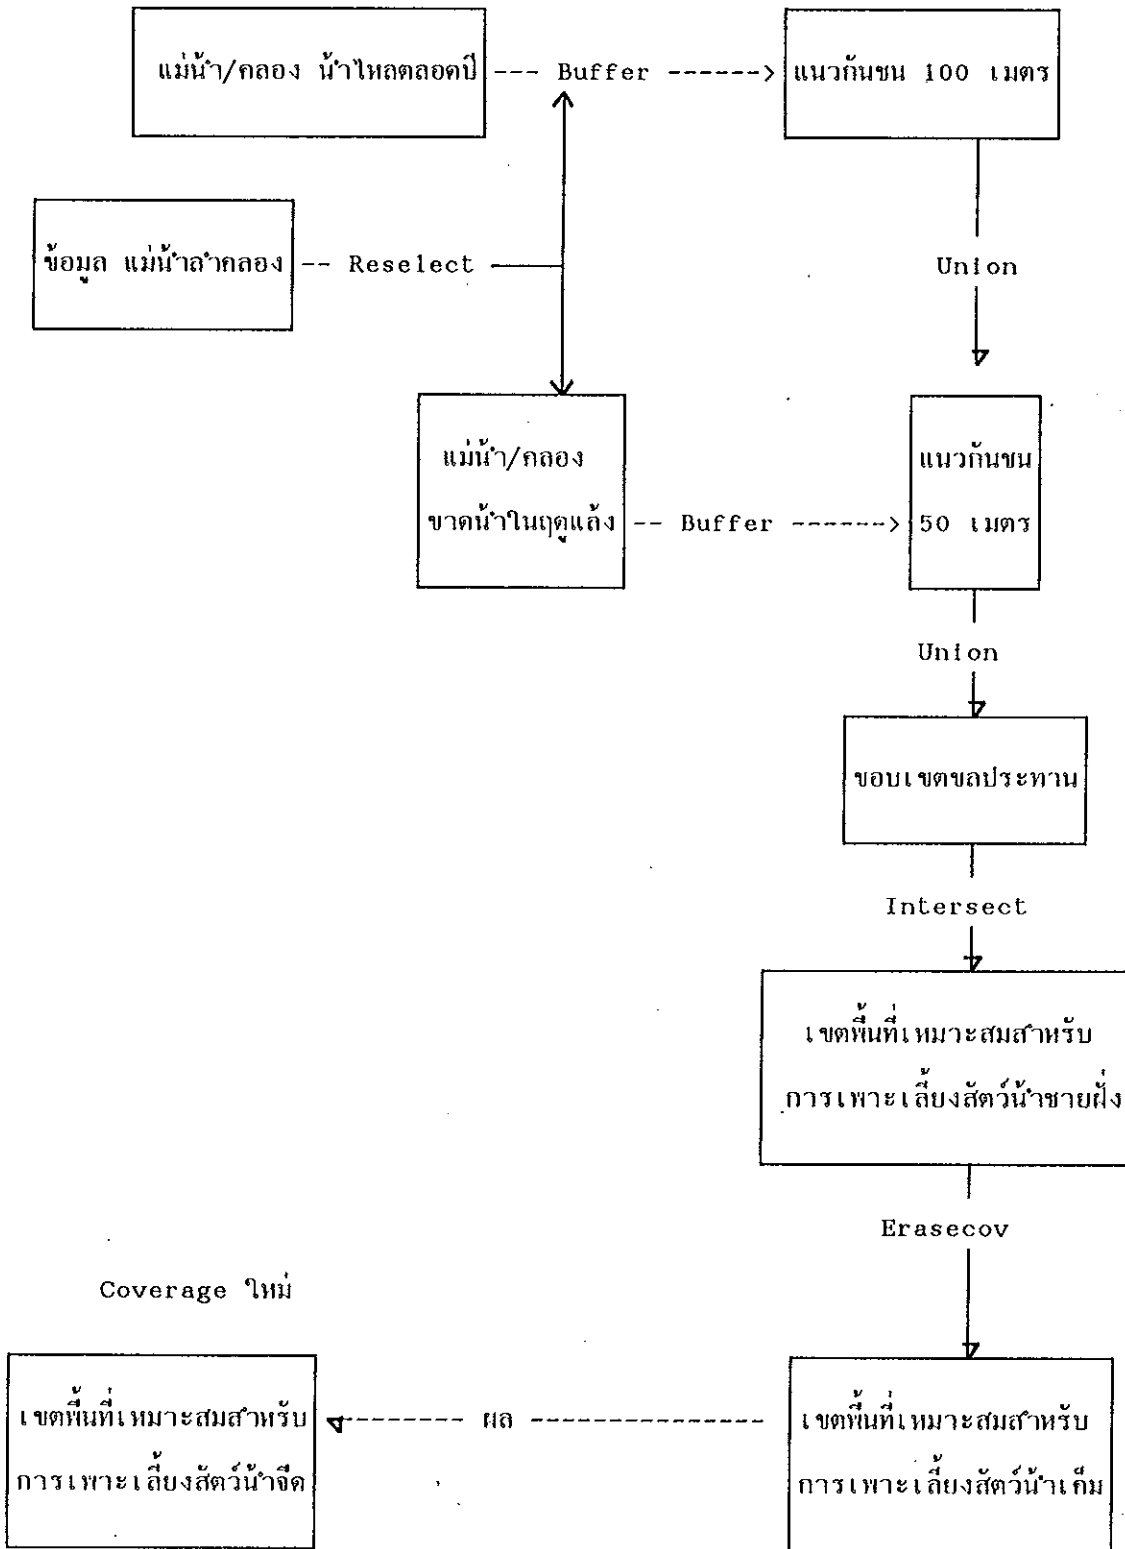 แม่น้ำ/คลอง น้ำไหลตลอดปี --- Buffer ------> แนวกันชน 100 เมตร
ข้อมูล แม่น้ำลำคลอง -- Reselect
Union
แม่น้ำ/คลอง
ขาดน้ำในฤดูแล้ง -- Buffer ------>
แนวกันชน
50 เมตร
Union
ขอบเขตชลประทาน
Intersect
เขตพื้นที่เหมาะสมสำหรับ
การเพาะเลี้ยงสัตว์น้ำชายฝั่ง
Erasecov
Coverage ใหม่
เขตพื้นที่เหมาะสมสำหรับ
การเพาะเลี้ยงสัตว์น้ำจืด
ผล
เขตพื้นที่เหมาะสมสำหรับ
การเพาะเลี้ยงสัตว์น้ำเค็ม